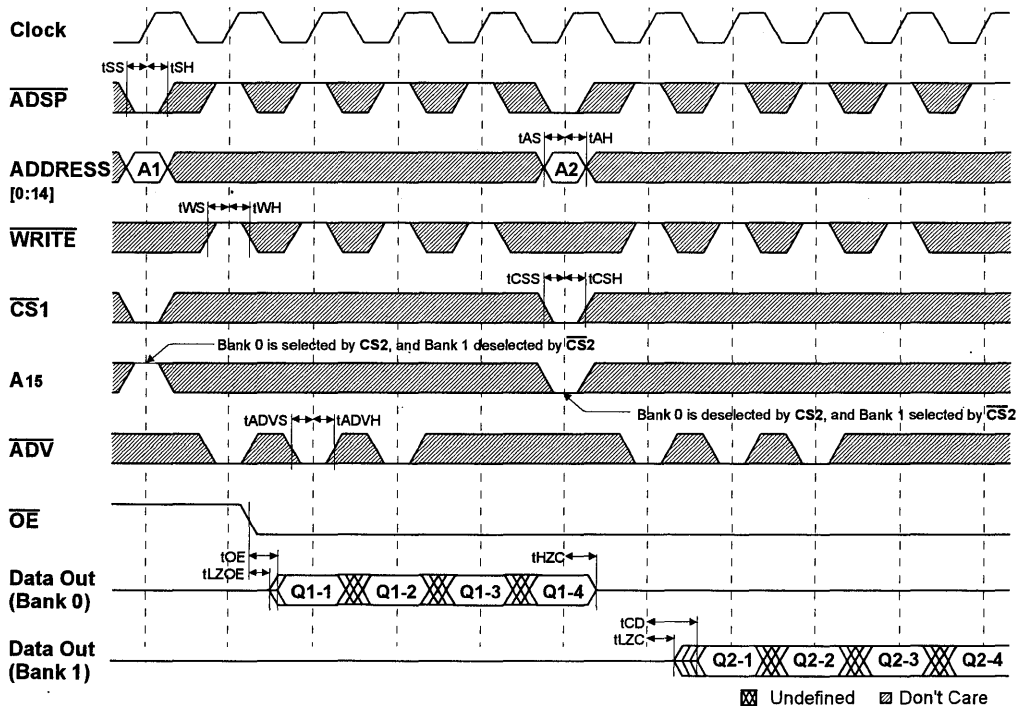 Clock
tSS tSH
ADSP
tAS tAH
ADDRESS
[0:14]
A1 A2
tWS tWH
WRITE
tCSS tCSH
CS1
Bank 0 is selected by CS2, and Bank 1 deselected by CS2
A15
Bank 0 is deselected by CS2, and Bank 1 selected by CS2
tADVS tADVH
ADV
OE
tOE tHZC
tLZOE
Data Out
(Bank 0)
Q1-1 Q1-2 Q1-3 Q1-4
tCD
tLZC
Data Out
(Bank 1)
Q2-1 Q2-2 Q2-3 Q2-4
Undefined Don't Care